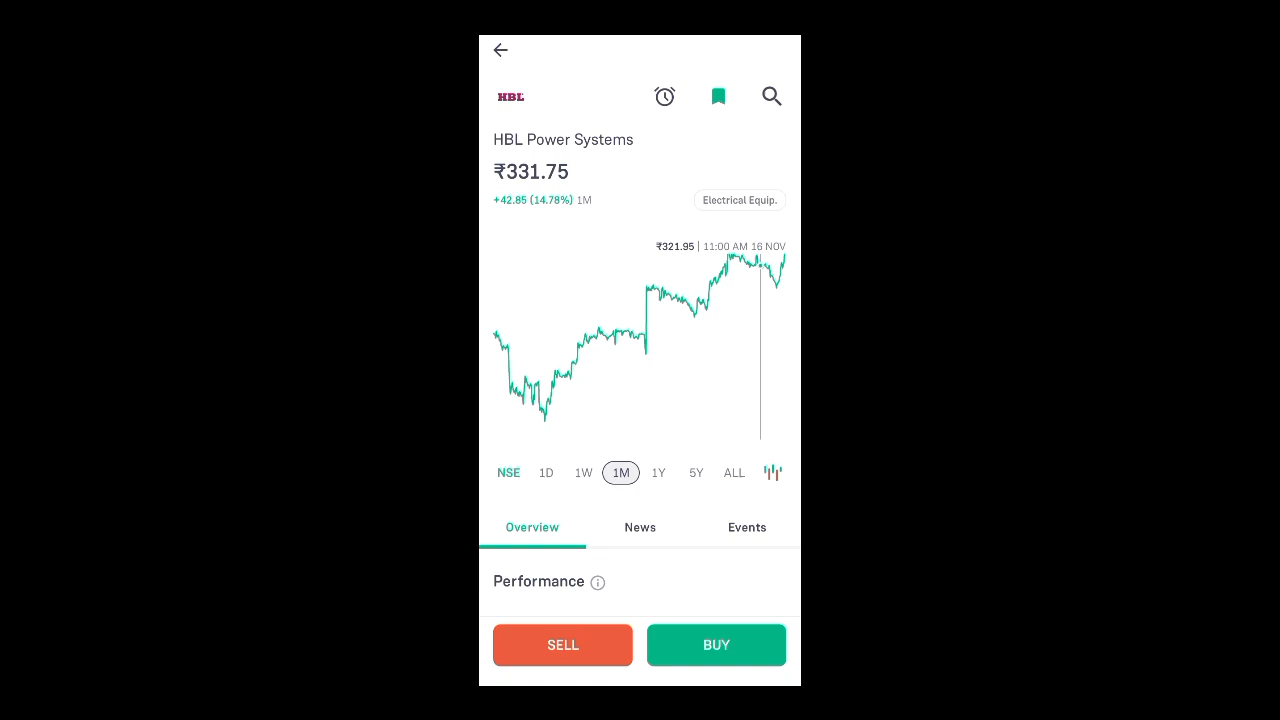 HBL
HBL Power Systems
₹331.75
+42.85 (14.78%) 1M
Electrical Equip.
₹321.95 | 11:00 AM 16 NOV
NSE 1D 1W 1M 1Y 5Y ALL
Overview News Events
Performance
SELL BUY